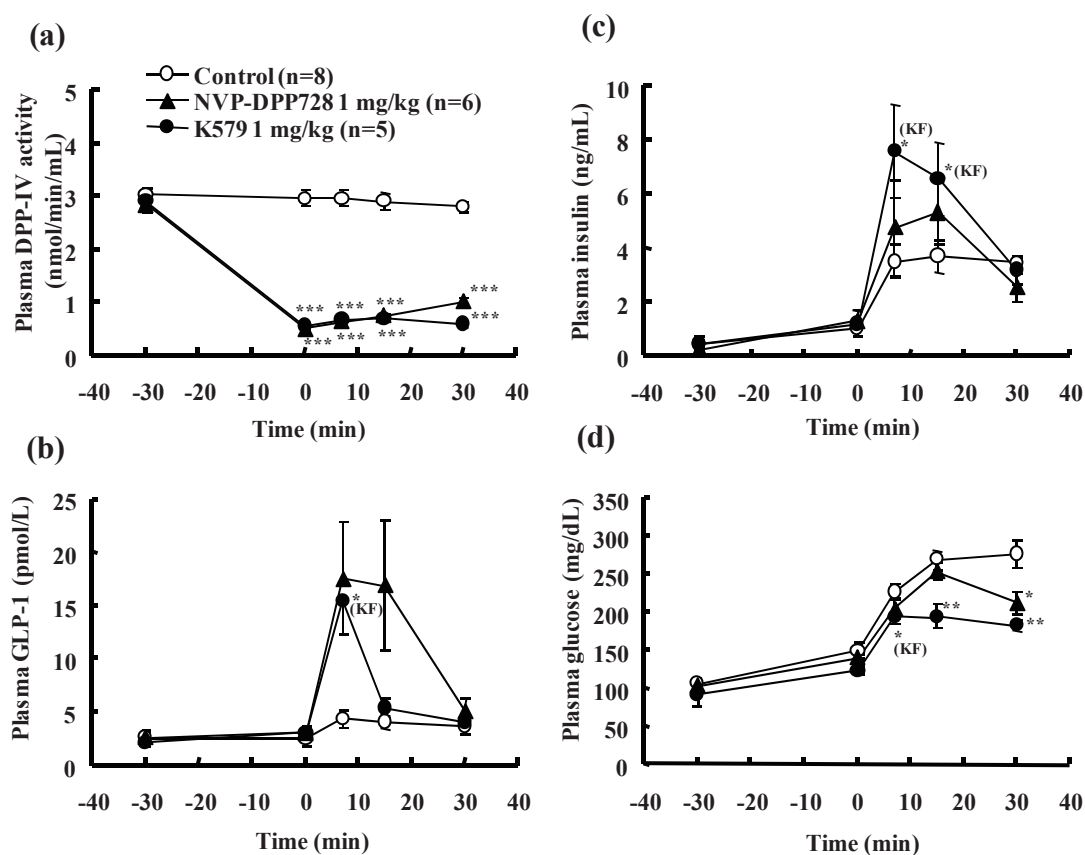 (a)
Control (n=8)
NVP-DPP728 1 mg/kg (n=6)
K579 1 mg/kg (n=5)
Plasma DPP-IV activity
(nmol/min/mL)
5
4
3
2
1
0
*** *** *** ***
*** *** *** ***
-40 -30 -20 -10 0 10 20 30 40
Time (min)
(b)
Plasma GLP-1 (pmol/L)
25
20
15
10
5
0
*
(KF)
-40 -30 -20 -10 0 10 20 30 40
Time (min)
(c)
Plasma insulin (ng/mL)
10
8
6
4
2
0
(KF)
*
*(KF)
-40 -30 -20 -10 0 10 20 30 40
Time (min)
(d)
Plasma glucose (mg/dL)
350
300
250
200
150
100
50
0
*
**
**
*
(KF)
-40 -30 -20 -10 0 10 20 30 40
Time (min)